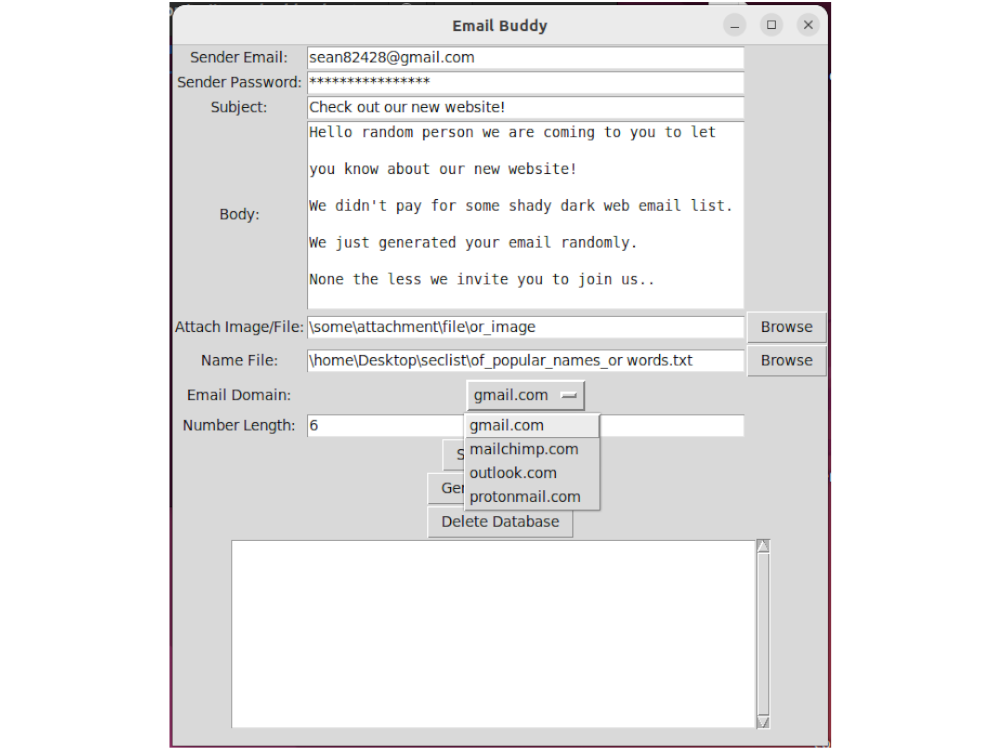 Email Buddy
Sender Email: sean82428@gmail.com
Sender Password: ****************
Subject: Check out our new website!
Body:
Hello random person we are coming to you to let
you know about our new website!
We didn't pay for some shady dark web email list.
We just generated your email randomly.
None the less we invite you to join us..
Attach Image/File: \some\attachment\file\or_image Browse
Name File: \home\Desktop\seclist\of_popular_names_or words.txt Browse
Email Domain: gmail.com
Number Length: 6
gmail.com
mailchimp.com
outlook.com
protonmail.com
Delete Database